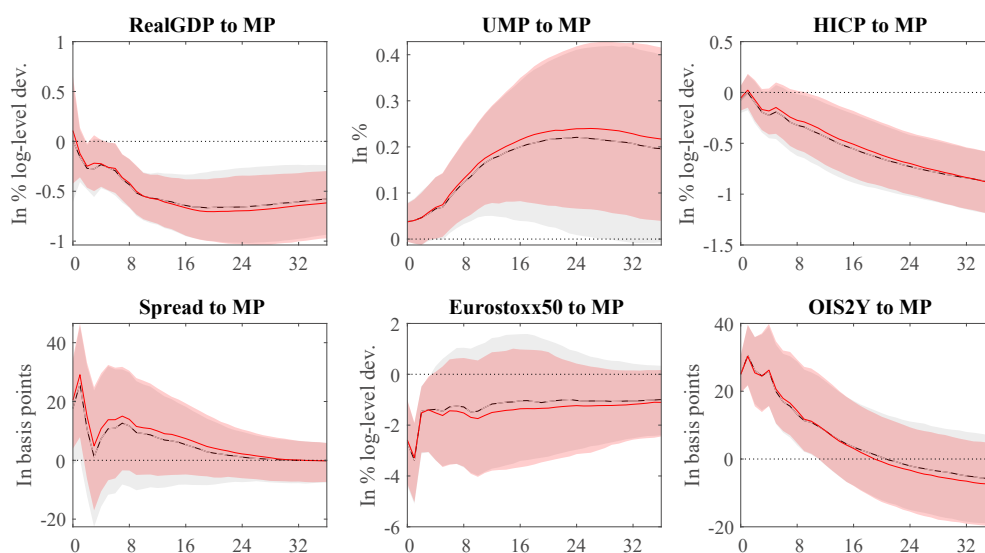 RealGDP to MP
In % log-level dev.
1
0.5
0
-0.5
-1
0 8 16 24 32
UMP to MP
In %
0.4
0.3
0.2
0.1
0
0 8 16 24 32
HICP to MP
In % log-level dev.
0.5
0
-0.5
-1
-1.5
0 8 16 24 32
Spread to MP
In basis points
40
20
0
-20
0 8 16 24 32
Eurostoxx50 to MP
In % log-level dev.
2
0
-2
-4
-6
0 8 16 24 32
OIS2Y to MP
In basis points
40
20
0
-20
0 8 16 24 32